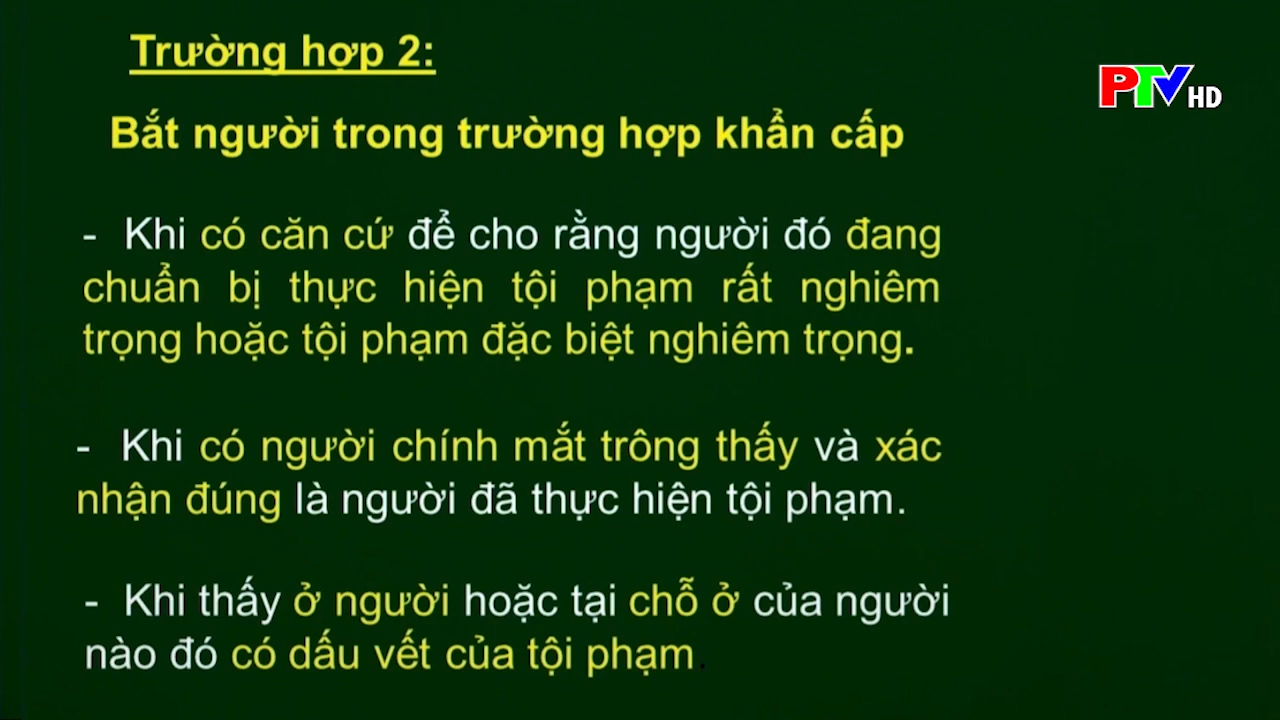 Trường hợp 2:
PTV HD
Bắt người trong trường hợp khẩn cấp
- Khi có căn cứ để cho rằng người đó đang
chuẩn bị thực hiện tội phạm rất nghiêm
trọng hoặc tội phạm đặc biệt nghiêm trọng.
- Khi có người chính mắt trông thấy và xác
nhận đúng là người đã thực hiện tội phạm.
- Khi thấy ở người hoặc tại chỗ ở của người
nào đó có dấu vết của tội phạm.